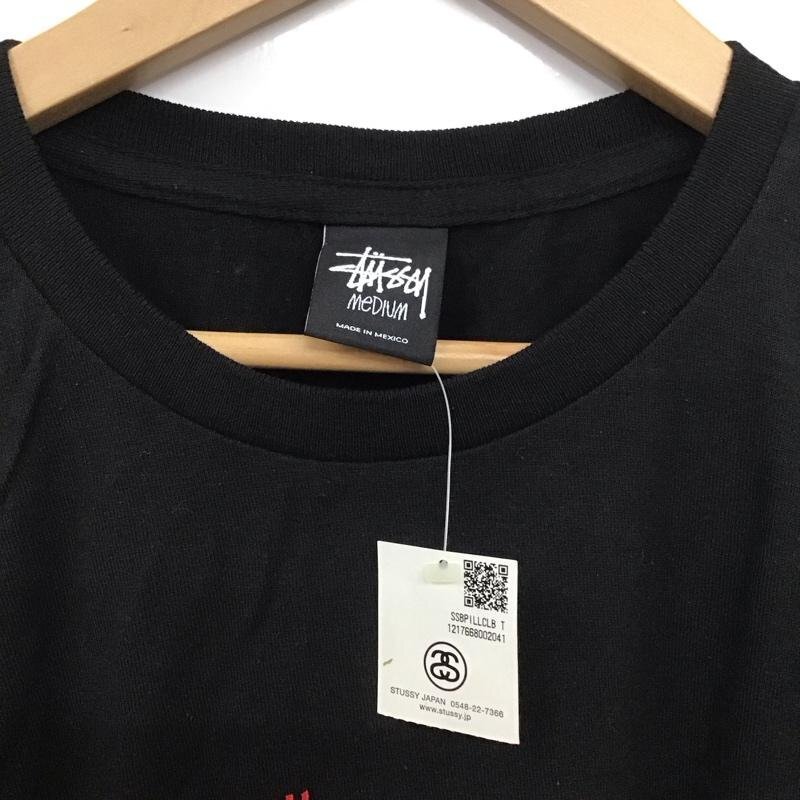 STÜSSY
MEDIUM
MADE IN MEXICO
SSBPILLCLB T
1217668002041
STUSSY JAPAN 0548-22-7366
www.stussy.jp